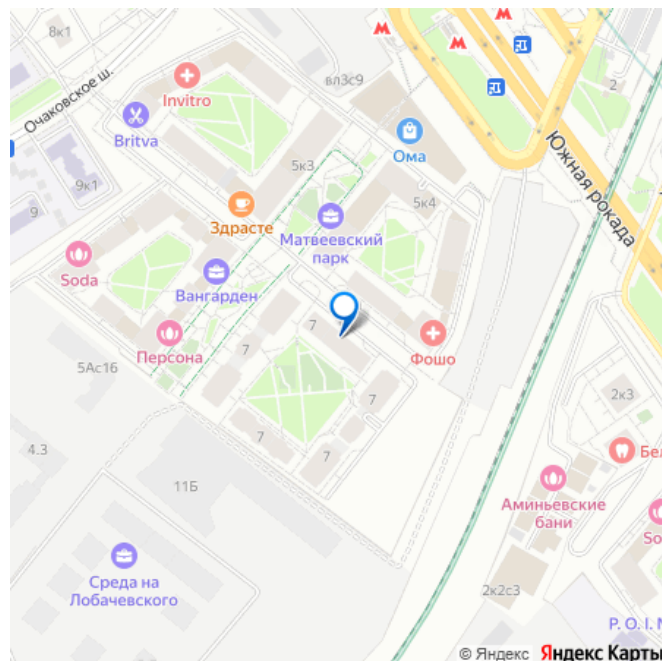 8к1
M
M
вл3с9
2
Очаковское ш.
Invitro
Britva
Ома
Южная рокада
5к3
9к1
9
Здрасте
5к4
Матвеевский
парк
Soda
Вангарден
7
Персона
Фошо
7
5Ас16
7
2к3
7
7
4.3
11Б
Бел
Аминьевские
бани
So
Среда на
Лобачевского
2к2с3
P. O. I. N
© Яндекс Яндекс Карты